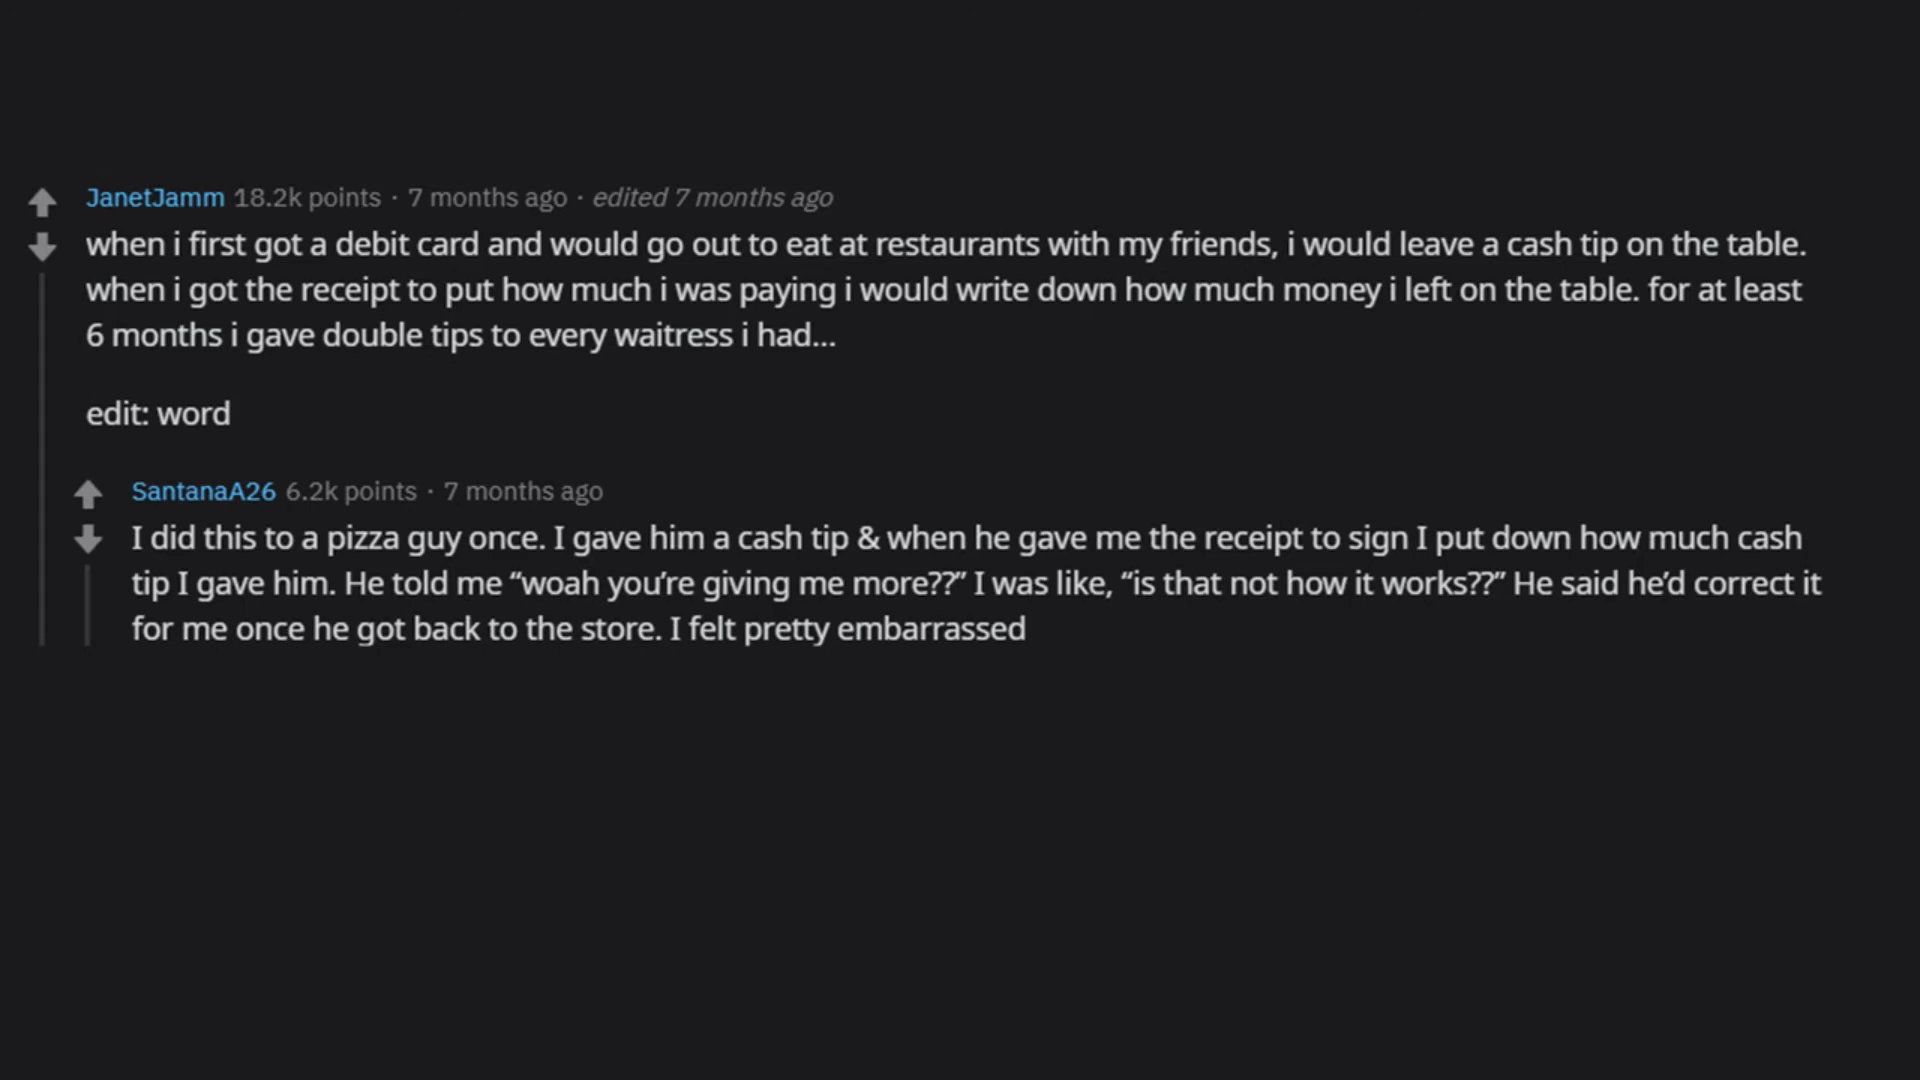 JanetJamm 18.2k points · 7 months ago · edited 7 months ago
when i first got a debit card and would go out to eat at restaurants with my friends, i would leave a cash tip on the table.
when i got the receipt to put how much i was paying i would write down how much money i left on the table. for at least
6 months i gave double tips to every waitress i had...
edit: word
SantanaA26 6.2k points · 7 months ago
I did this to a pizza guy once. I gave him a cash tip & when he gave me the receipt to sign I put down how much cash
tip I gave him. He told me “woah you’re giving me more??” I was like, “is that not how it works??” He said he’d correct it
for me once he got back to the store. I felt pretty embarrassed